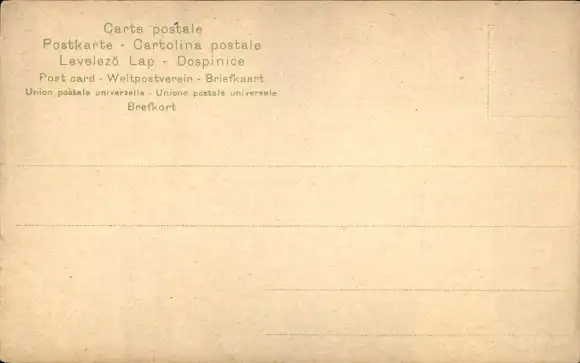 Carte postale
Postkarte - Cartolina postale
Levelező Lap - Dospinice
Post card - Weltpostverein - Briefkaart
Union postale universelle - Unione postale universale
Brefkort